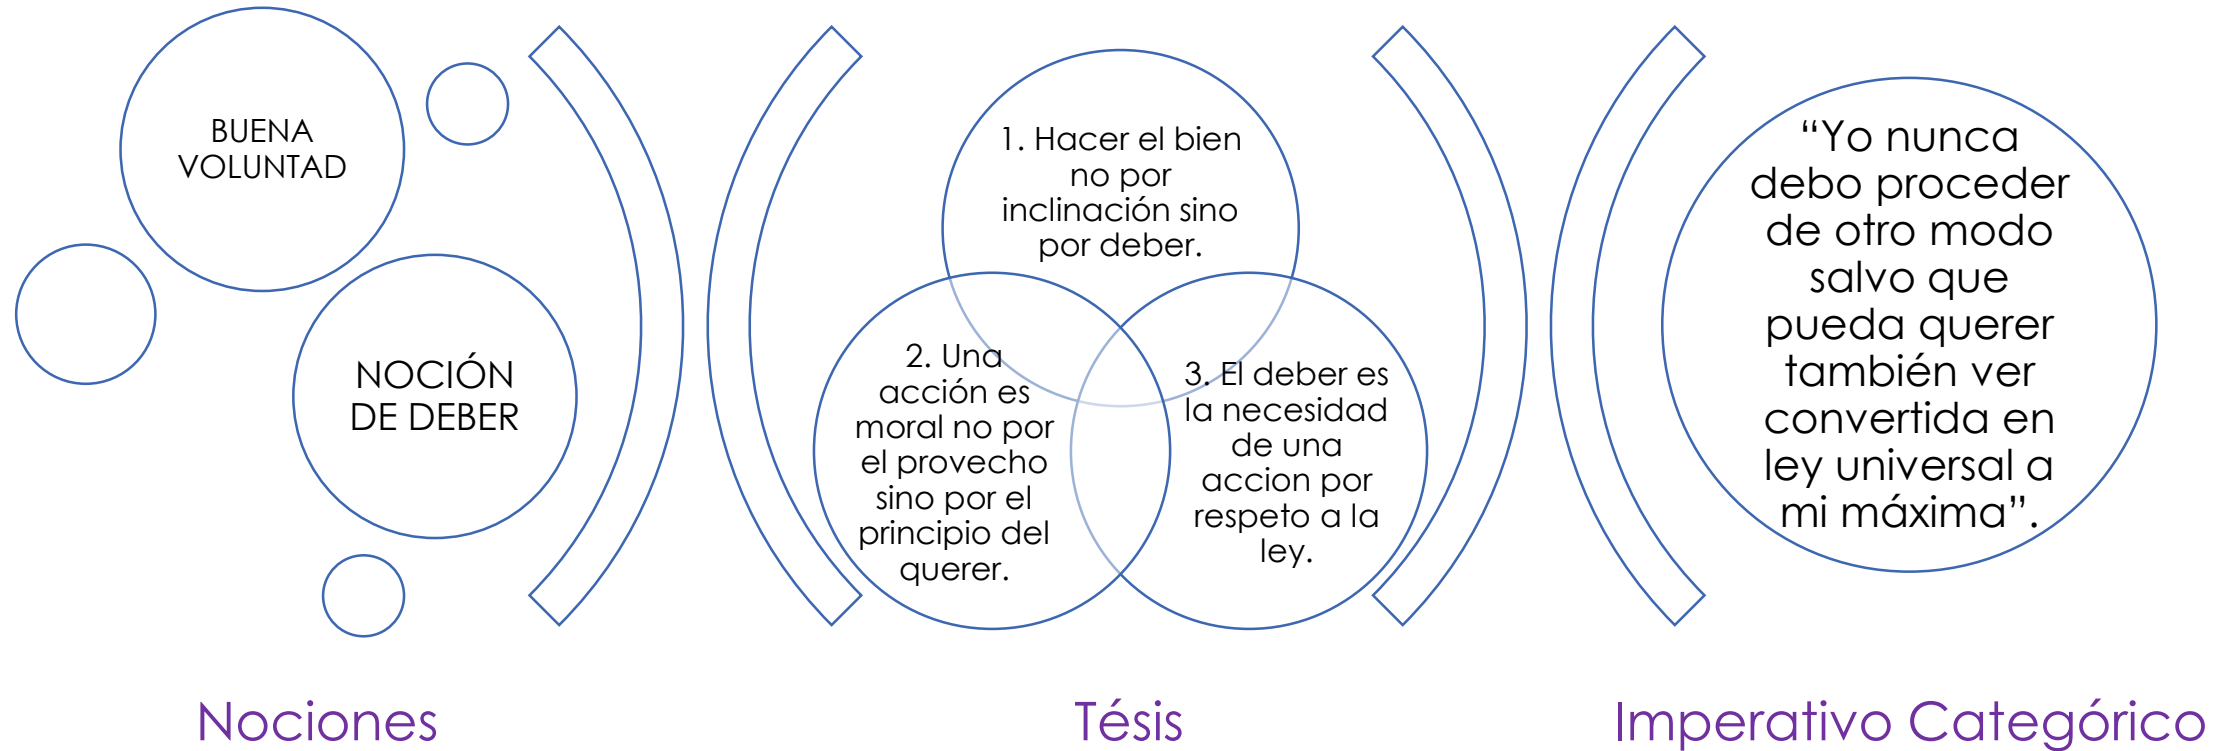 BUENA
VOLUNTAD
NOCIÓN
DE DEBER
1. Hacer el bien
no por
inclinación sino
por deber.
2. Una
acción es
moral no por
el provecho
sino por el
principio del
querer.
3. El deber es
la necesidad
de una
accion por
respeto a la
ley.
“Yo nunca
debo proceder
de otro modo
salvo que
pueda querer
también ver
convertida en
ley universal a
mi máxima”.
Nociones
Tésis
Imperativo Categórico